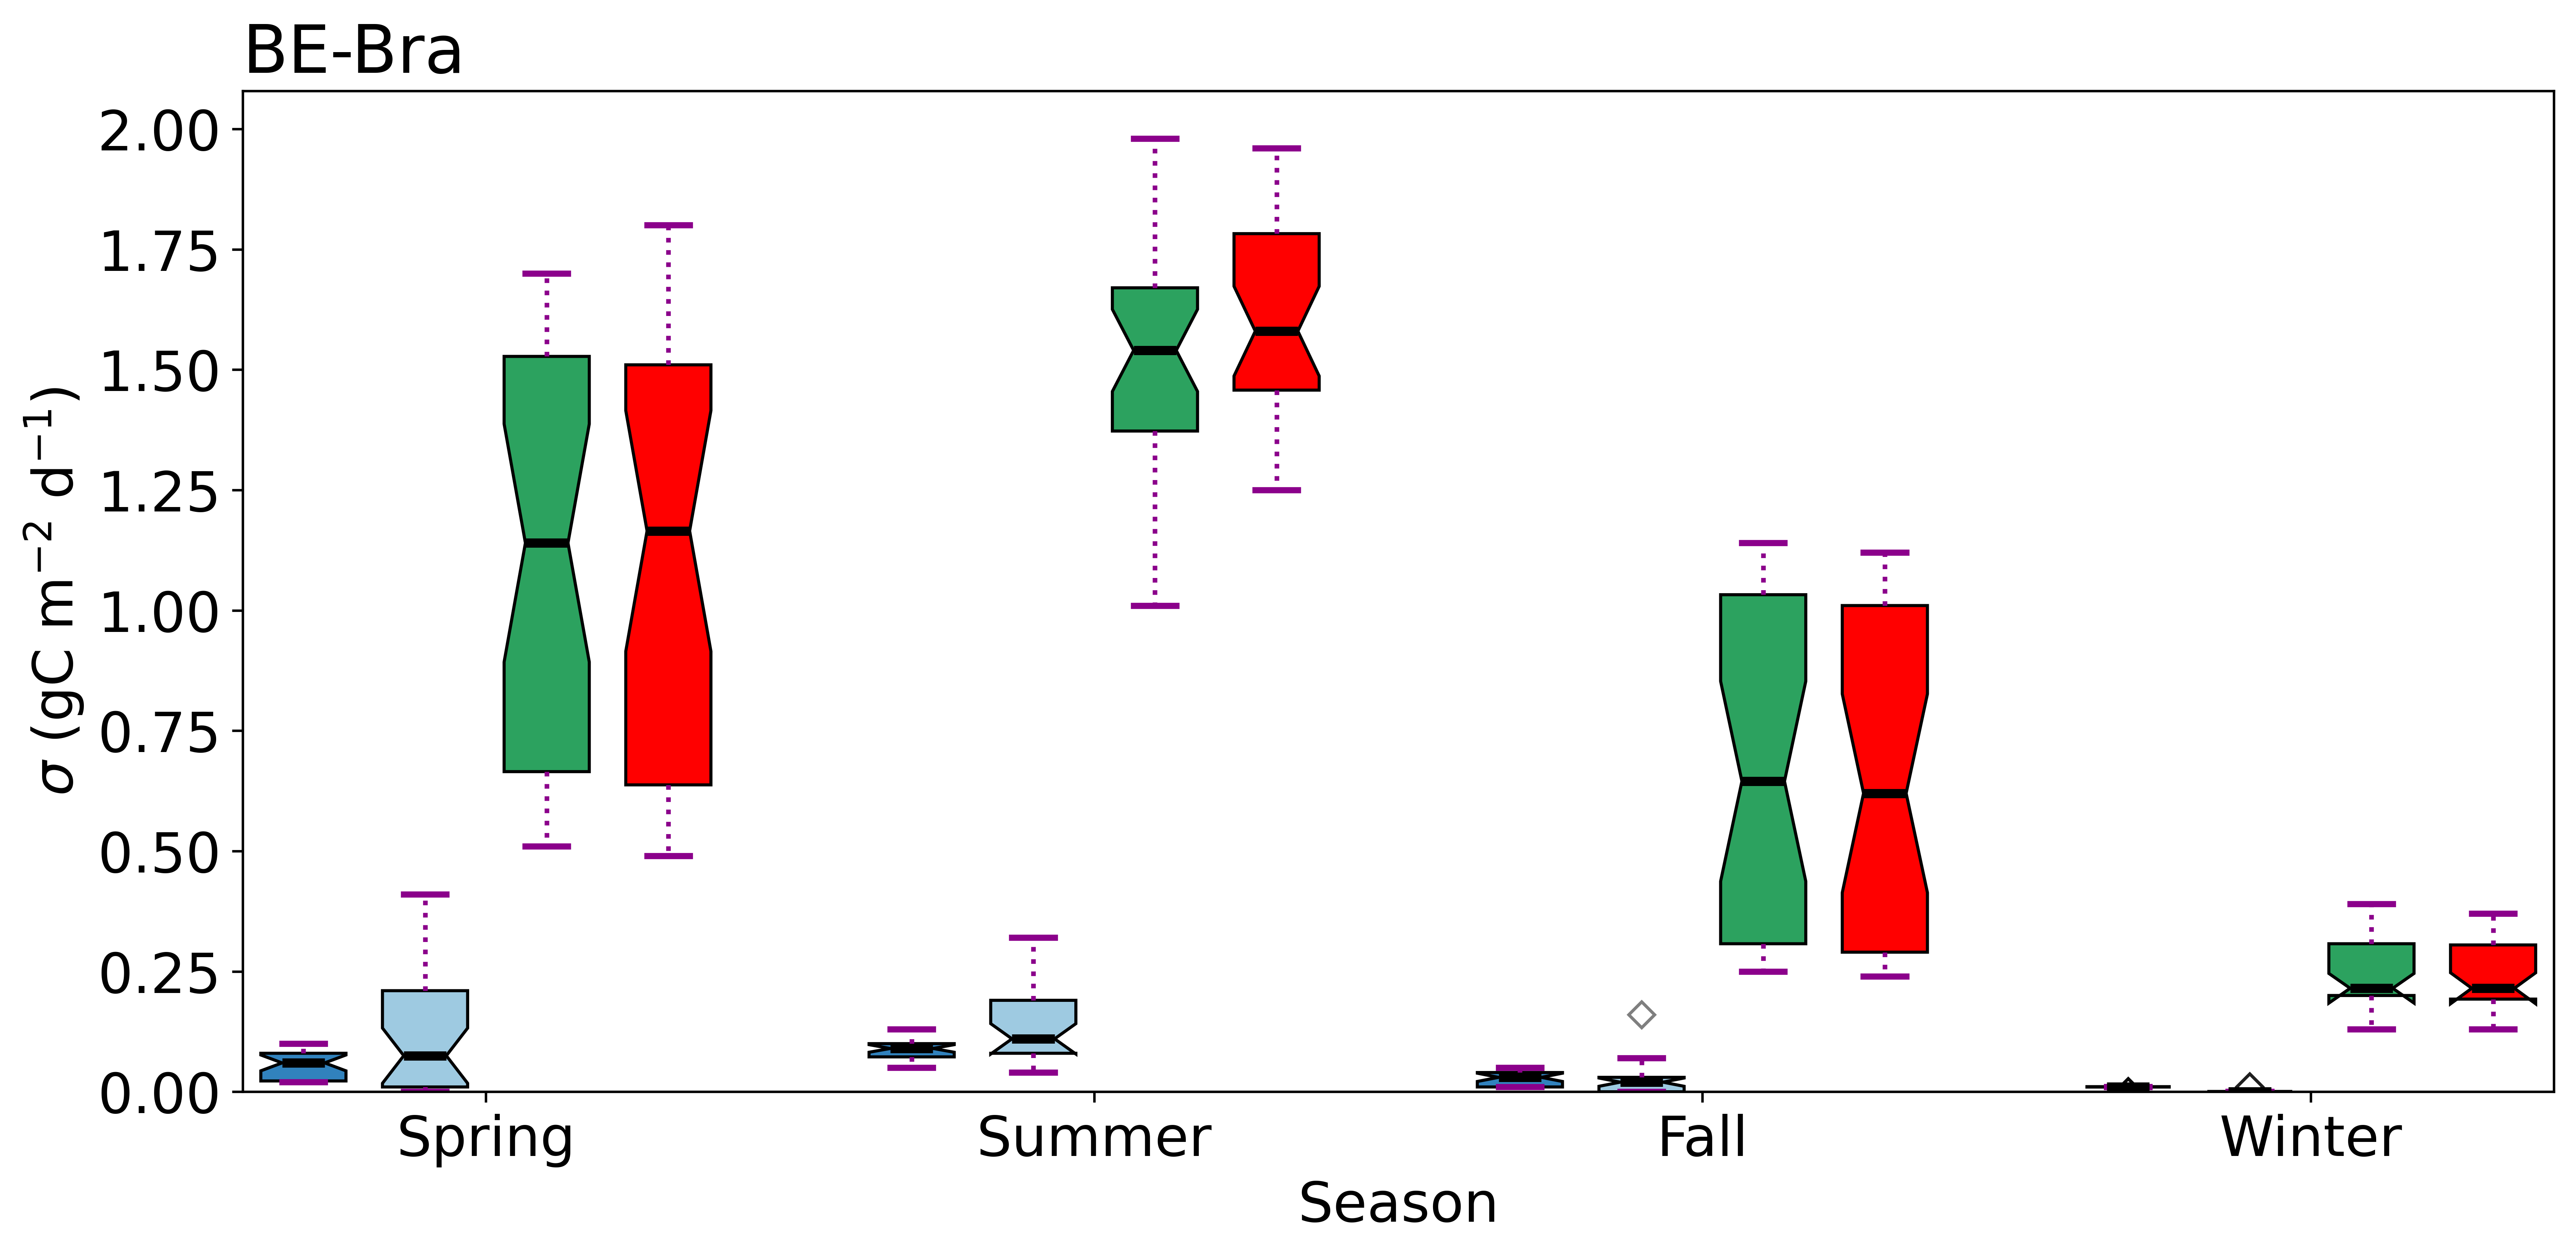 BE-Bra
2.00
1.75
1.50
1.25
1.00
0.75
0.50
0.25
0.00
σ (gC m⁻² d⁻¹)
Spring Summer Fall Winter
Season